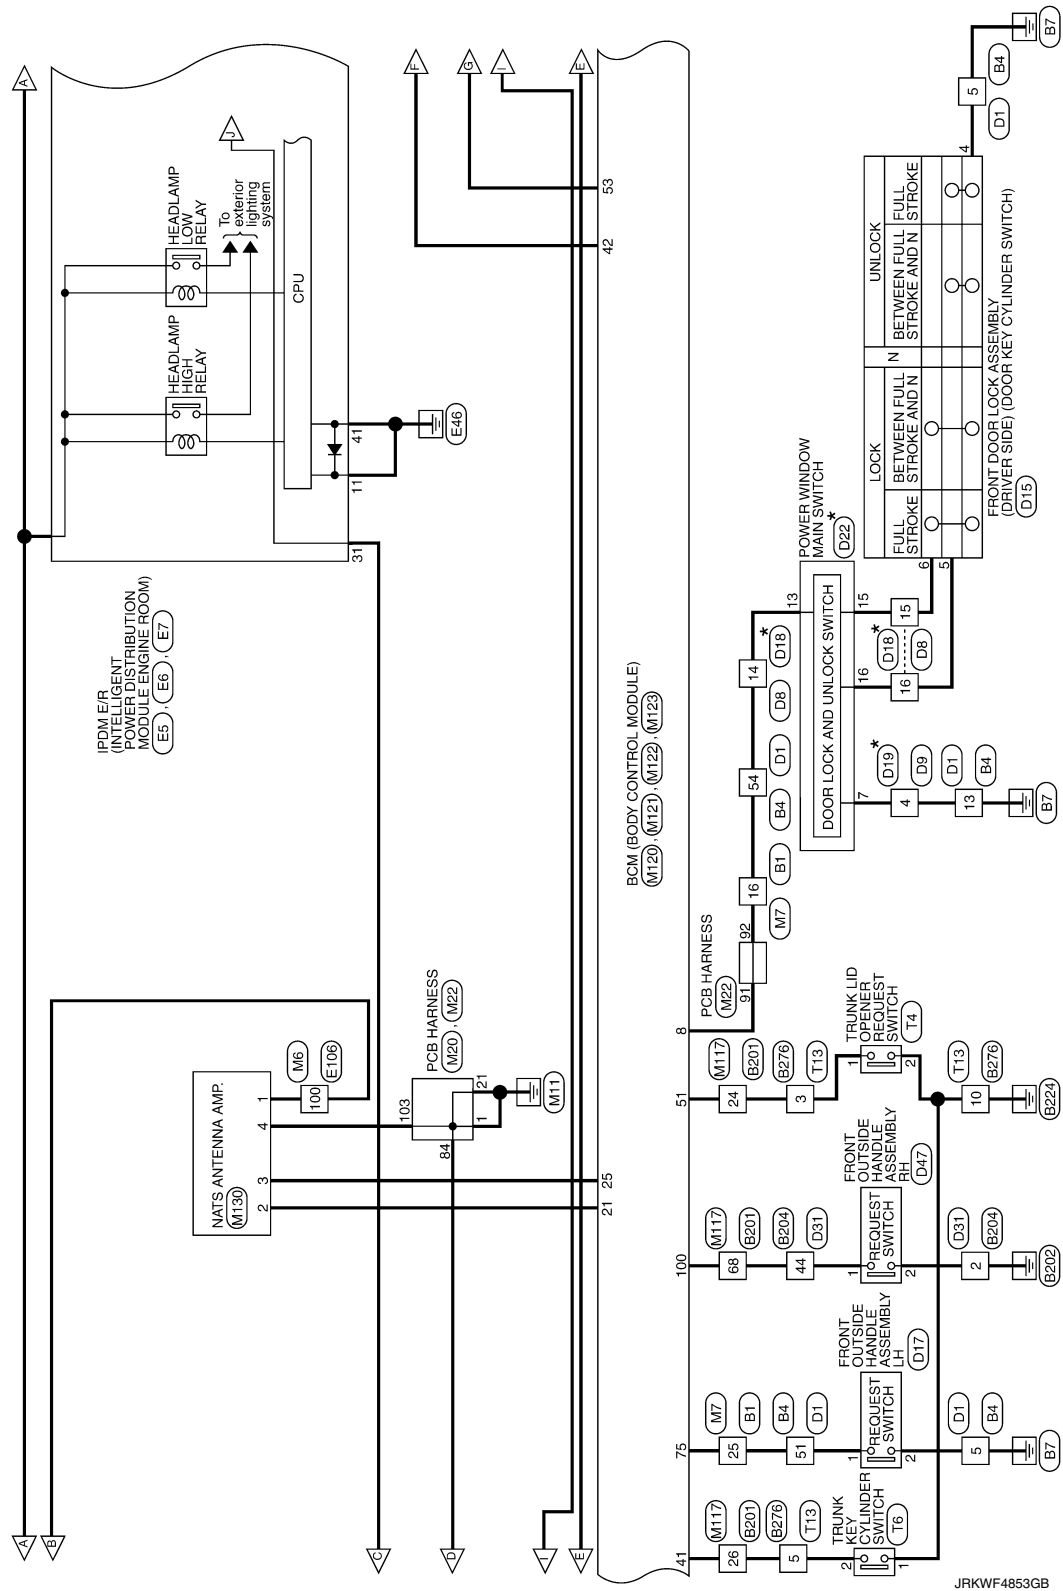 A
A
B
IPDM E/R
(INTELLIGENT
POWER DISTRIBUTION
MODULE ENGINE ROOM)
E5 , E6 , E7
HEADLAMP
HIGH
RELAY
HEADLAMP
LOW
RELAY
To
exterior
lighting
system
J
CPU
31
11
41
E46
NATS ANTENNA AMP.
M130
2
3
4
1
100
M6
E106
C
D
PCB HARNESS
M20 , M22
103
84
1
21
M11
F
G
I
E
I
E
21
25
42
53
BCM (BODY CONTROL MODULE)
M120 , M121 , M122 , M123
41
75
100
51
8
M117
26
B201
B276
5
T13
TRUNK
KEY
CYLINDER
SWITCH
T6
2
1
M7
25
B1
B4
51
D1
FRONT
OUTSIDE
HANDLE
ASSEMBLY
LH
D17
REQUEST
SWITCH
1
2
D1
5
B4
B7
M117
68
B201
B204
44
D31
FRONT
OUTSIDE
HANDLE
ASSEMBLY
RH
D47
REQUEST
SWITCH
1
2
D31
2
B204
B202
M117
24
B201
B276
3
T13
TRUNK LID
OPENER
REQUEST
SWITCH
T4
1
2
T13
10
B276
B224
PCB HARNESS
M22
91
92
M7
16
B1
B4
54
D1
D8
14
D18
*
13
POWER WINDOW
MAIN SWITCH
*
D22
DOOR LOCK AND UNLOCK SWITCH
7
16
15
D19
*
4
D9
D1
13
B4
B7
16
15
D18
*
D8
6
5
LOCK
UNLOCK
FULL
STROKE
BETWEEN FULL
STROKE AND N
N
BETWEEN FULL
STROKE AND N
FULL
STROKE
FRONT DOOR LOCK ASSEMBLY
(DRIVER SIDE) (DOOR KEY CYLINDER SWITCH)
D15
4
D1
5
B4
B7
JRKWF4853GB